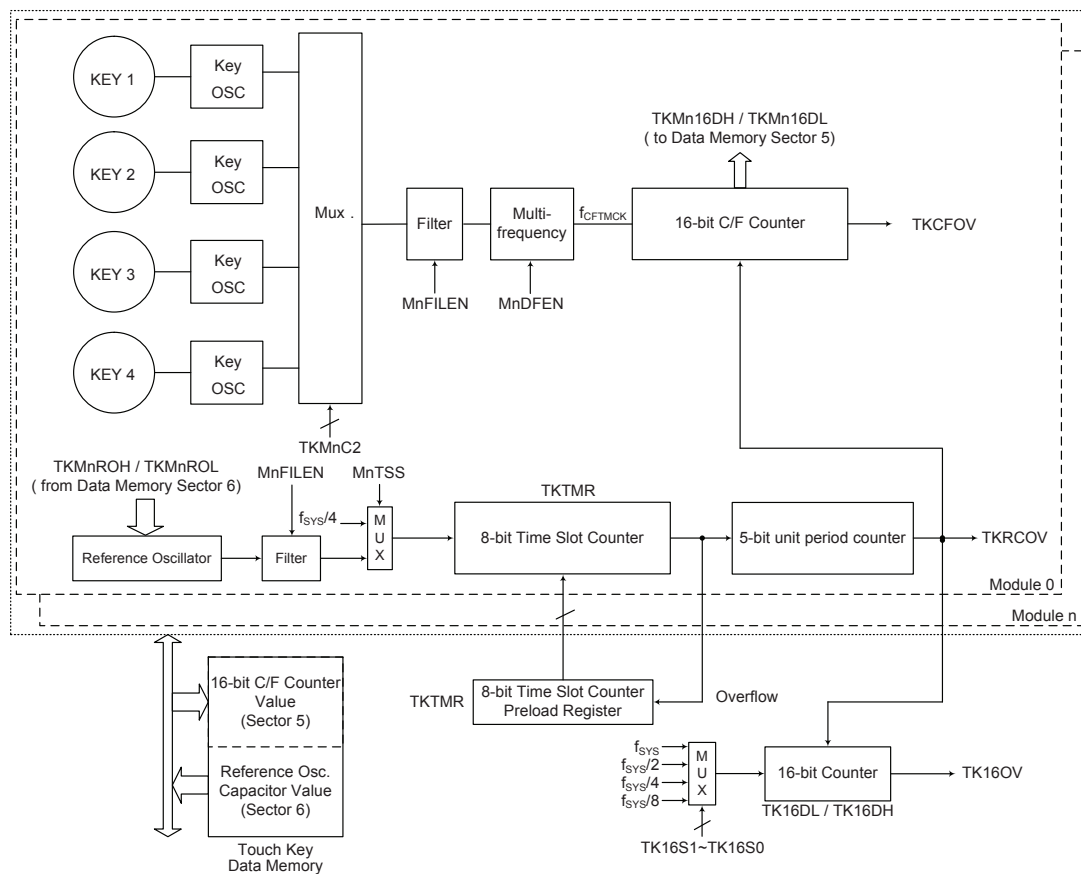 KEY 1
Key
OSC
KEY 2
Key
OSC
KEY 3
Key
OSC
KEY 4
Key
OSC
Mux .
TKMnC2
Filter
MnFILEN
Multi-
frequency
MnDFEN
fCFTMCK
TKMn16DH / TKMn16DL
( to Data Memory Sector 5)
16-bit C/F Counter
TKCFOV
TKMnROH / TKMnROL
( from Data Memory Sector 6)
Reference Oscillator
MnFILEN
Filter
fSYS/4
MnTSS
M
U
X
TKTMR
8-bit Time Slot Counter
5-bit unit period counter
TKRCOV
Module 0
Module n
16-bit C/F Counter
Value
(Sector 5)
Reference Osc.
Capacitor Value
(Sector 6)
Touch Key
Data Memory
TKTMR
8-bit Time Slot Counter
Preload Register
Overflow
fSYS
fSYS/2
fSYS/4
fSYS/8
M
U
X
TK16S1~TK16S0
16-bit Counter
TK16DL / TK16DH
TK16OV